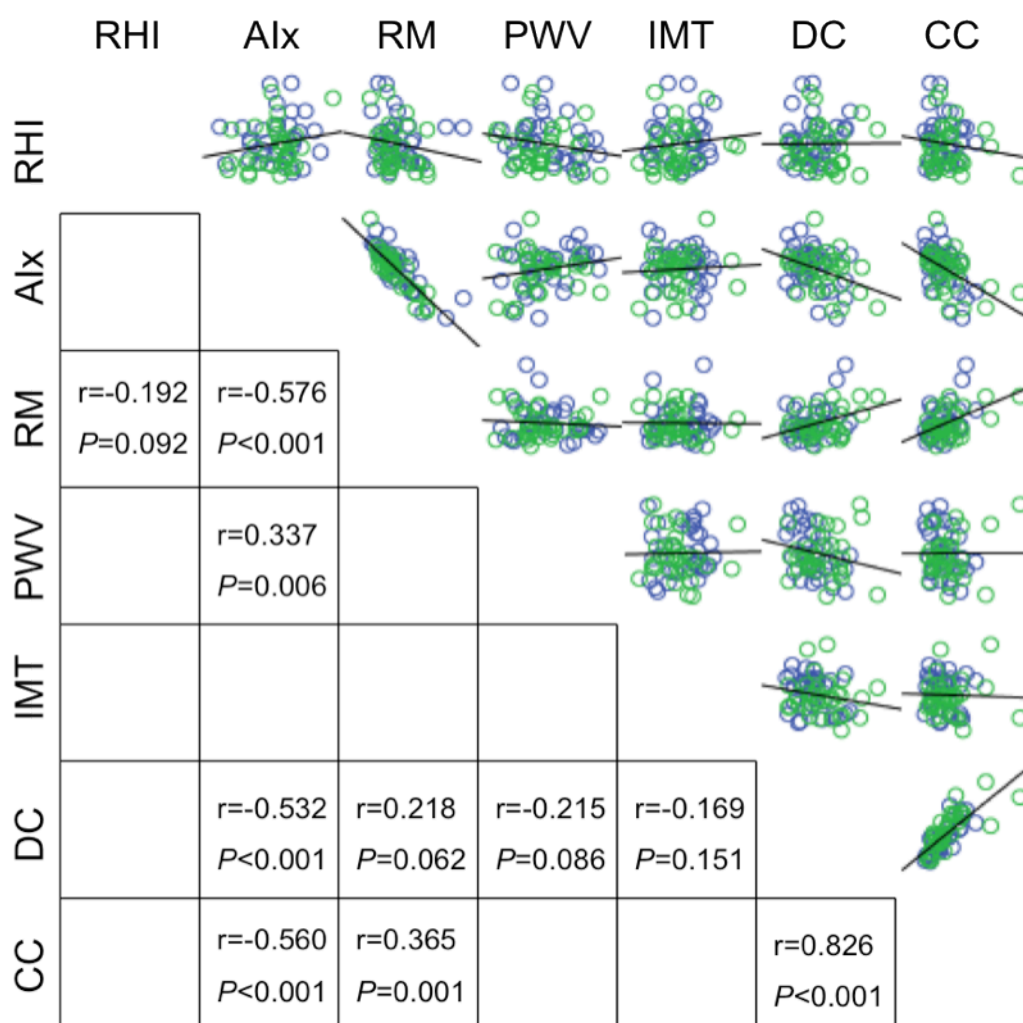 RHI AIx RM PWV IMT DC CC
RHI
AIx
RM
r=-0.192 r=-0.576
P=0.092 P<0.001
PWV
r=0.337
P=0.006
IMT
DC
r=-0.532 r=0.218 r=-0.215 r=-0.169
P<0.001 P=0.062 P=0.086 P=0.151
CC
r=-0.560 r=0.365 r=0.826
P<0.001 P=0.001 P<0.001